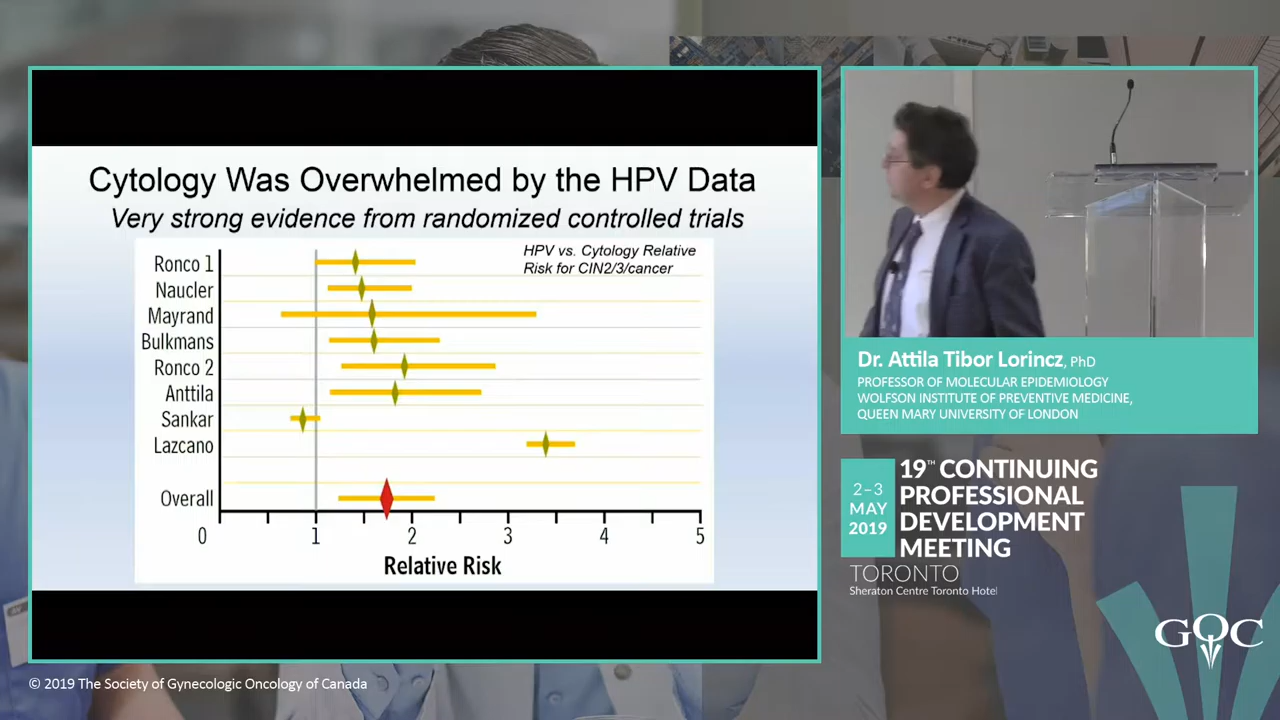 Cytology Was Overwhelmed by the HPV Data
Very strong evidence from randomized controlled trials
HPV vs. Cytology Relative
Risk for CIN2/3/cancer
Ronco 1
Naucler
Mayrand
Bulkmans
Ronco 2
Anttila
Sankar
Lazcano
Overall
0 1 2 3 4 5
Relative Risk
Dr. Attila Tibor Lorincz, PhD
PROFESSOR OF MOLECULAR EPIDEMIOLOGY
WOLFSON INSTITUTE OF PREVENTIVE MEDICINE,
QUEEN MARY UNIVERSITY OF LONDON
2–3
MAY
2019
19TH CONTINUING
PROFESSIONAL
DEVELOPMENT
MEETING
TORONTO
Sheraton Centre Toronto Hotel
GOC
© 2019 The Society of Gynecologic Oncology of Canada